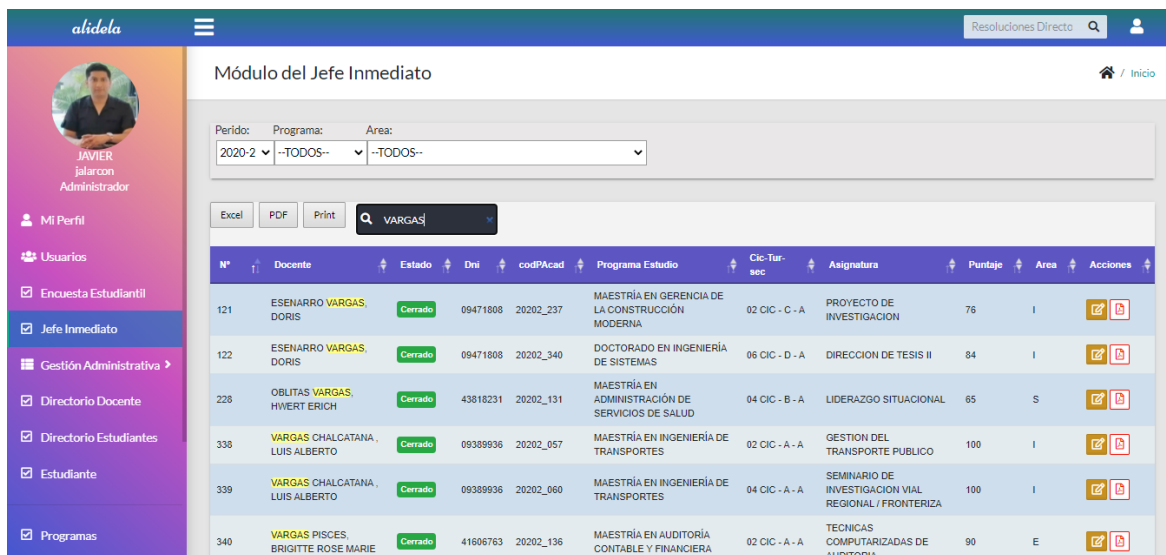 alidela
Resoluciones Directo
Módulo del Jefe Inmediato
/ Inicio
JAVIER
jalarcon
Administrador
Mi Perfil
Usuarios
Encuesta Estudiantil
Jefe Inmediato
Gestión Administrativa
Directorio Docente
Directorio Estudiantes
Estudiante
Programas
Perido: Programa: Area:
2020-2 --TODOS-- --TODOS--
Excel PDF Print VARGAS ×
N° Docente Estado Dni codPAcad Programa Estudio Cic-Tur-
sec Asignatura Puntaje Area Acciones
121 ESENARRO VARGAS,
DORIS Cerrado 09471808 20202_237 MAESTRÍA EN GERENCIA DE
LA CONSTRUCCIÓN
MODERNA 02 CIC - C - A PROYECTO DE
INVESTIGACION 76 I
122 ESENARRO VARGAS,
DORIS Cerrado 09471808 20202_340 DOCTORADO EN INGENIERÍA
DE SISTEMAS 06 CIC - D - A DIRECCION DE TESIS II 84 I
228 OBLITAS VARGAS,
HWERT ERICH Cerrado 43818231 20202_131 MAESTRÍA EN
ADMINISTRACIÓN DE
SERVICIOS DE SALUD 04 CIC - B - A LIDERAZGO SITUACIONAL 65 S
338 VARGAS CHALCATANA ,
LUIS ALBERTO Cerrado 09389936 20202_057 MAESTRÍA EN INGENIERÍA DE
TRANSPORTES 02 CIC - A - A GESTION DEL
TRANSPORTE PUBLICO 100 I
339 VARGAS CHALCATANA ,
LUIS ALBERTO Cerrado 09389936 20202_060 MAESTRÍA EN INGENIERÍA DE
TRANSPORTES 04 CIC - A - A SEMINARIO DE
INVESTIGACION VIAL
REGIONAL / FRONTERIZA 100 I
340 VARGAS PISCES,
BRIGITTE ROSE MARIE Cerrado 41606763 20202_136 MAESTRÍA EN AUDITORÍA
CONTABLE Y FINANCIERA 02 CIC - A - A TECNICAS
COMPUTARIZADAS DE
AUDITORIA 90 E